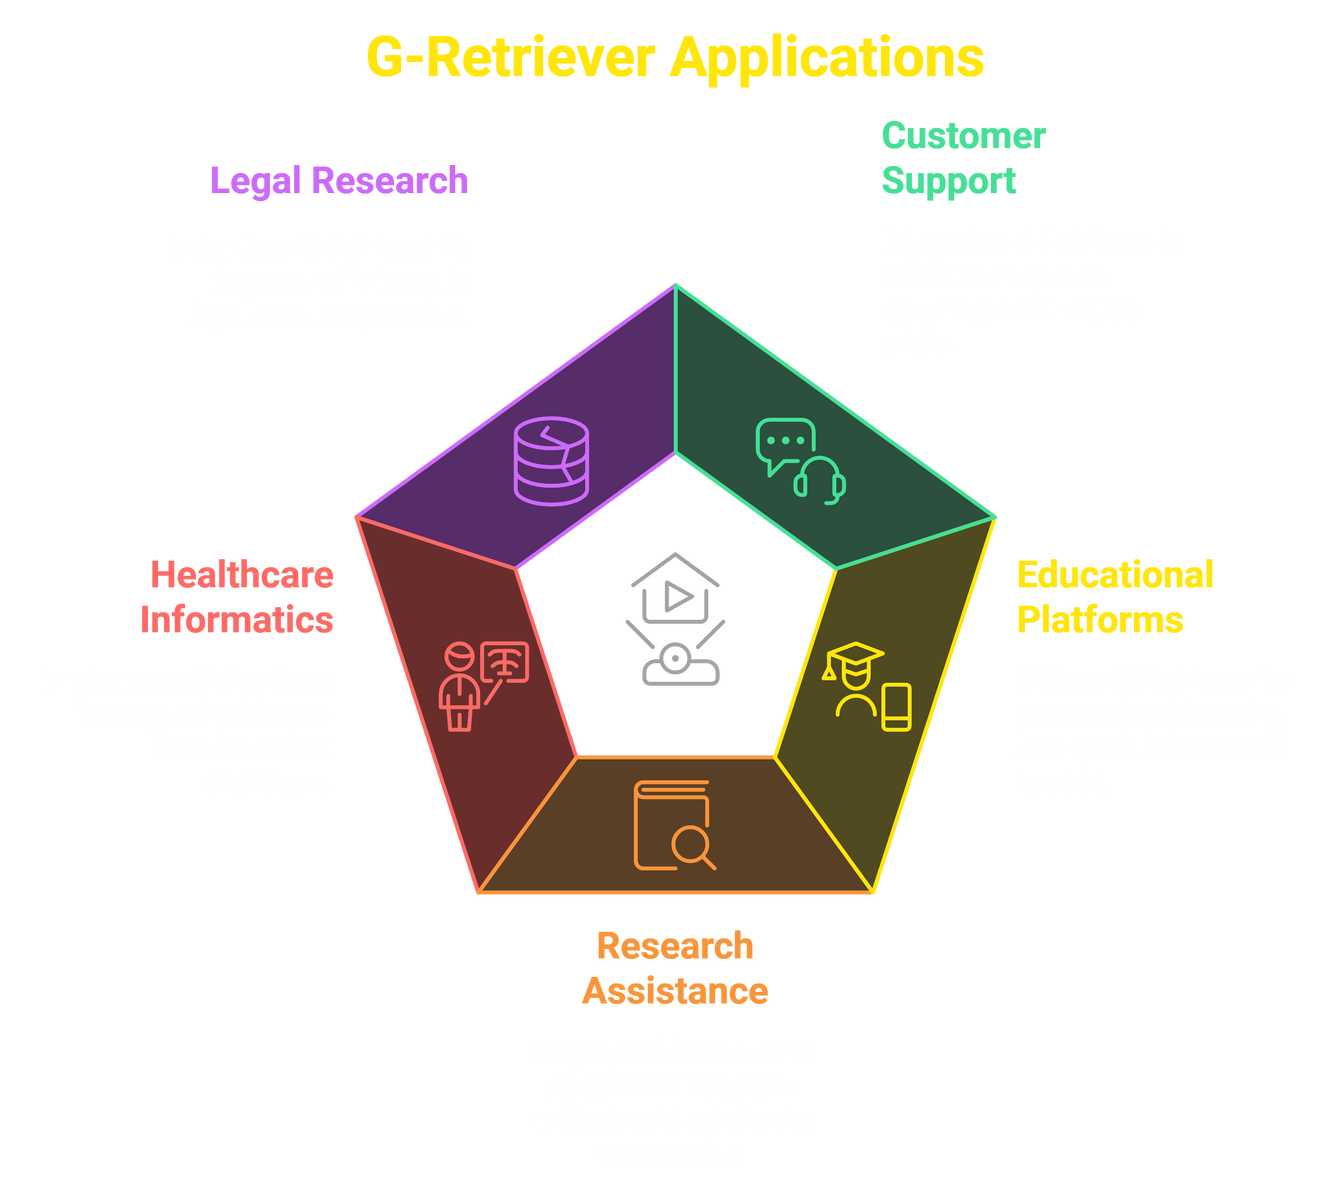 G-Retriever Applications
Legal Research
Customer
Support
Healthcare
Informatics
Educational
Platforms
Research
Assistance